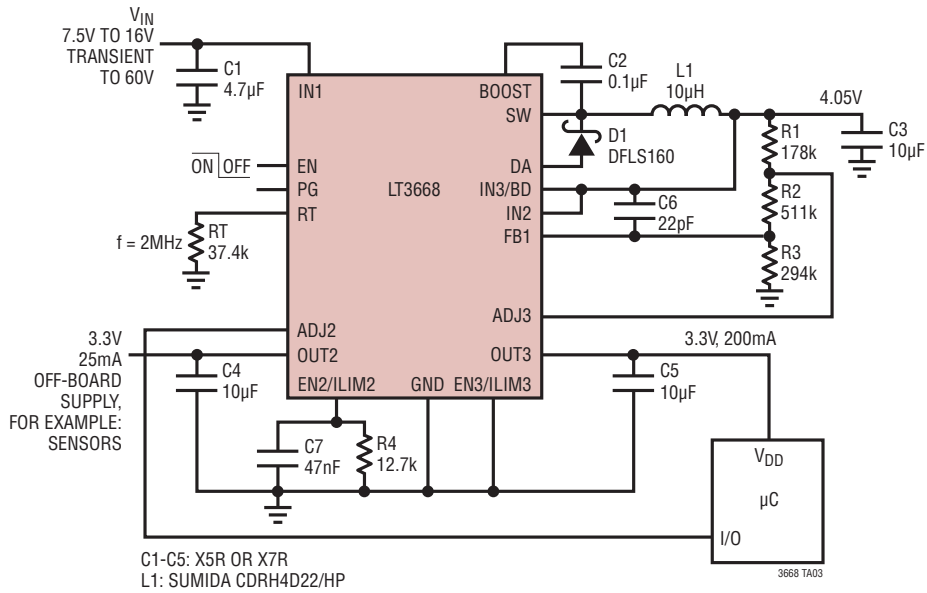 VIN
7.5V TO 16V
TRANSIENT
TO 60V
C1
4.7µF
IN1
BOOST
C2
0.1µF
SW
L1
10µH
4.05V
D1
DFLS160
R1
178k
C3
10µF
ON OFF
EN
DA
PG
LT3668
IN3/BD
RT
IN2
C6
22pF
R2
511k
FB1
f = 2MHz
RT
37.4k
R3
294k
ADJ3
ADJ2
3.3V
25mA
OFF-BOARD
SUPPLY,
FOR EXAMPLE:
SENSORS
OUT2
OUT3
3.3V, 200mA
C4
10µF
EN2/ILIM2
GND
EN3/ILIM3
C5
10µF
C7
47nF
R4
12.7k
VDD
µC
I/O
C1-C5: X5R OR X7R
L1: SUMIDA CDRH4D22/HP
3668 TA03